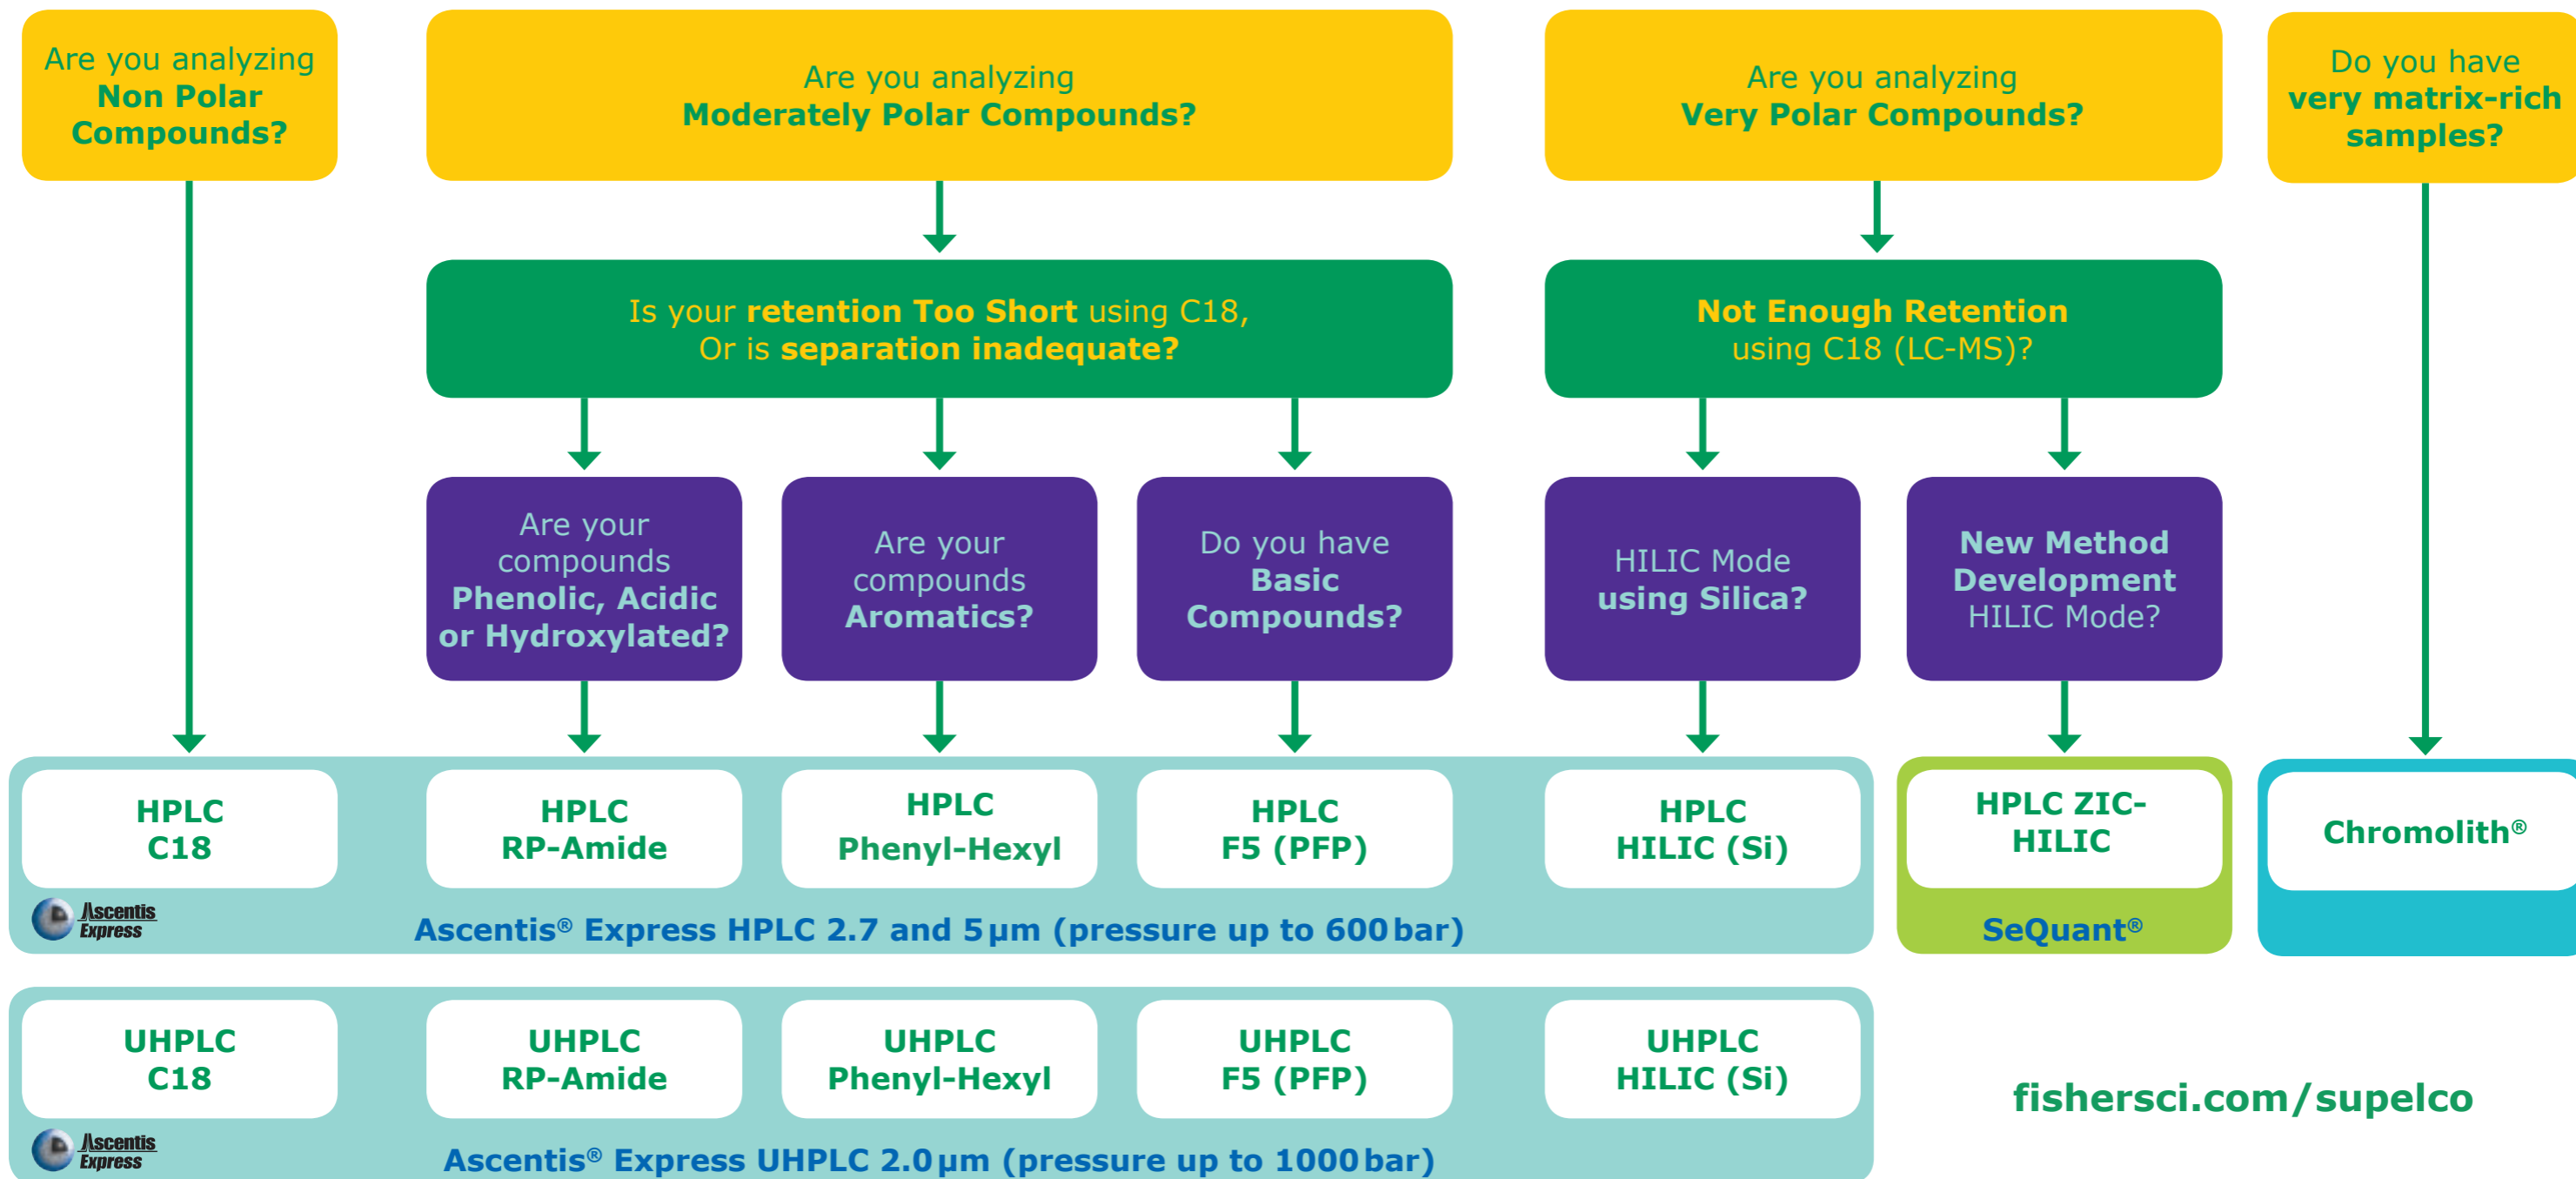 Are you analyzing
Non Polar
Compounds?
Are you analyzing
Moderately Polar Compounds?
Are you analyzing
Very Polar Compounds?
Do you have
very matrix-rich
samples?
Is your retention Too Short using C18,
Or is separation inadequate?
Not Enough Retention
using C18 (LC-MS)?
Are your
compounds
Phenolic, Acidic
or Hydroxylated?
Are your
compounds
Aromatics?
Do you have
Basic
Compounds?
HILIC Mode
using Silica?
New Method
Development
HILIC Mode?
HPLC
C18
HPLC
RP-Amide
HPLC
Phenyl-Hexyl
HPLC
F5 (PFP)
HPLC
HILIC (Si)
HPLC ZIC-
HILIC
Chromolith®
Ascentis
Express
Ascentis® Express HPLC 2.7 and 5 µm (pressure up to 600 bar)
SeQuant®
UHPLC
C18
UHPLC
RP-Amide
UHPLC
Phenyl-Hexyl
UHPLC
F5 (PFP)
UHPLC
HILIC (Si)
fishersci.com/supelco
Ascentis
Express
Ascentis® Express UHPLC 2.0 µm (pressure up to 1000 bar)